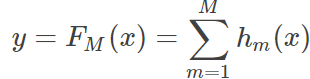 y = F_M(x) = \sum_{m=1}^{M} h_m(x)